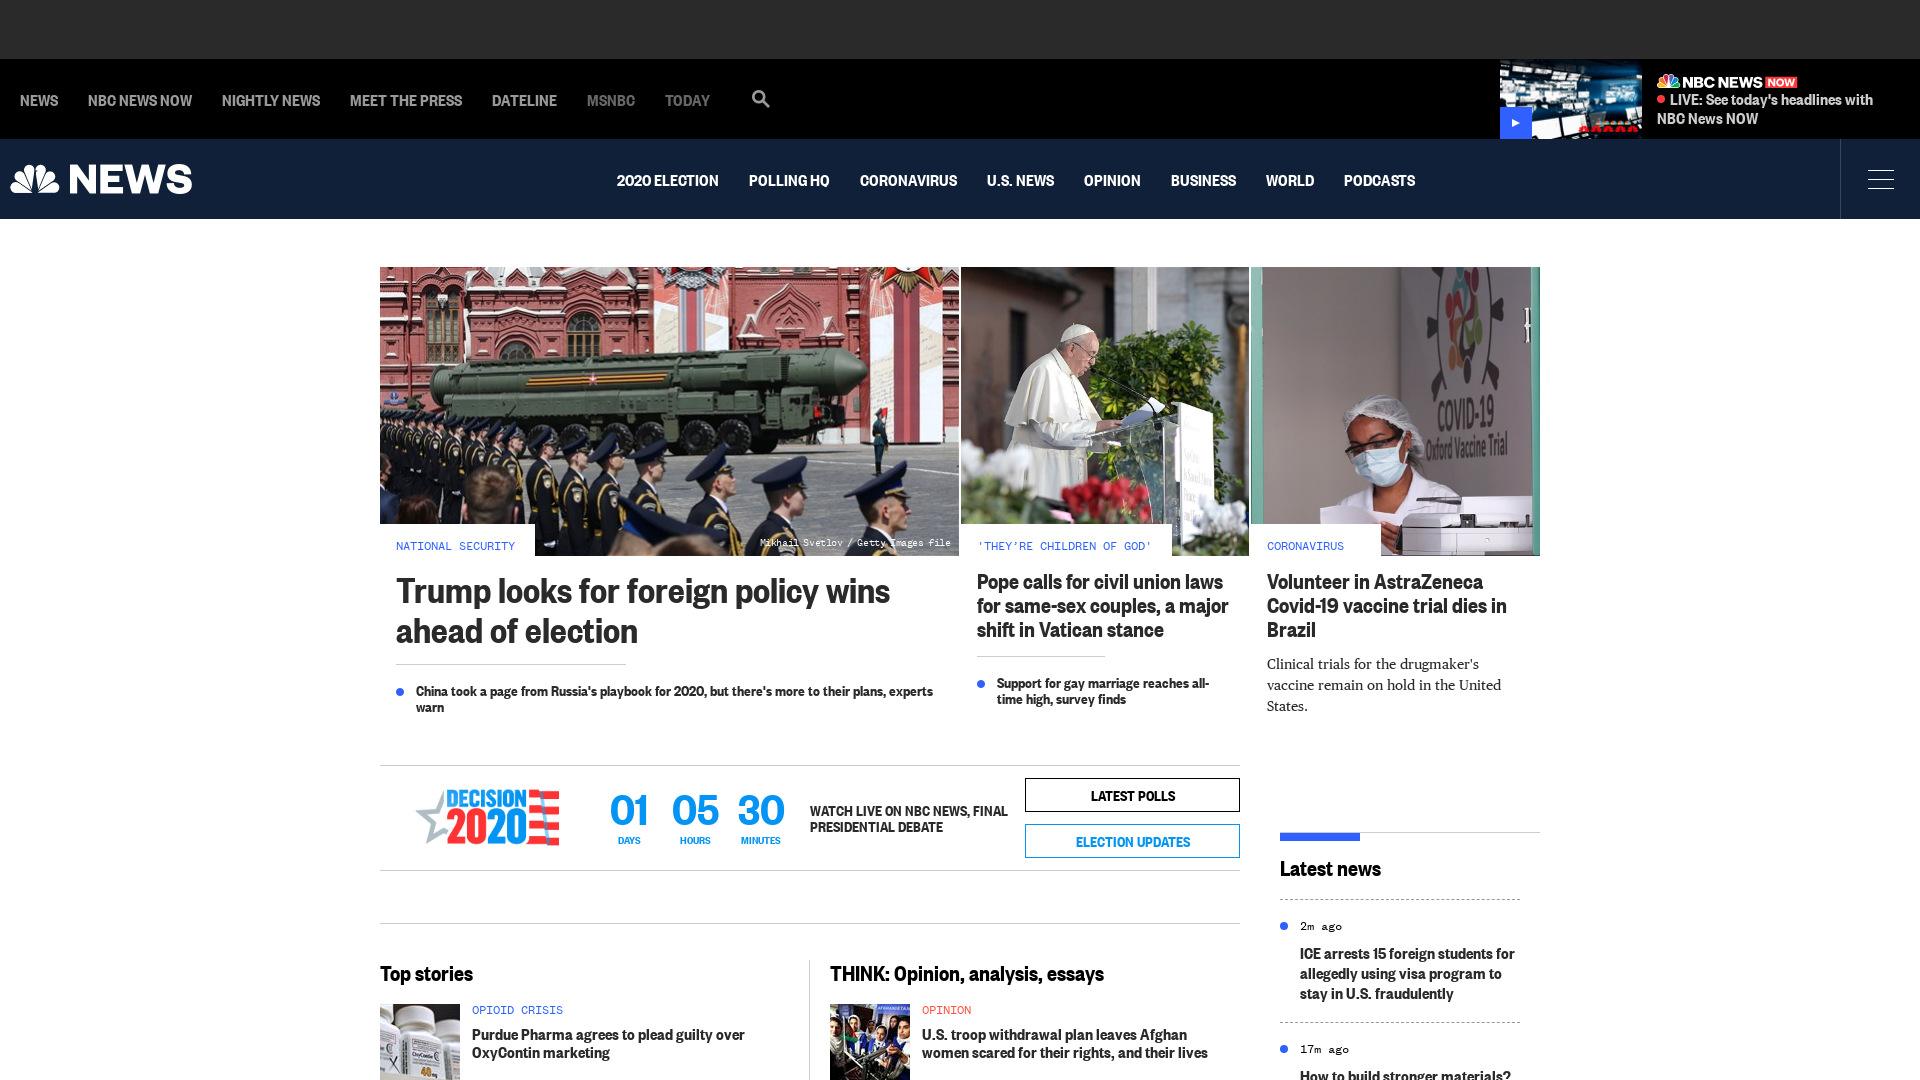 NEWS NBC NEWS NOW NIGHTLY NEWS MEET THE PRESS DATELINE MSNBC TODAY
NBC NEWS NOW
LIVE: See today's headlines with
NBC News NOW
NEWS
2020 ELECTION POLLING HQ CORONAVIRUS U.S. NEWS OPINION BUSINESS WORLD PODCASTS
COVID-19
Oxford Vaccine Trial
Mikhail Svetlov / Getty Images file
NATIONAL SECURITY
Trump looks for foreign policy wins
ahead of election
China took a page from Russia's playbook for 2020, but there's more to their plans, experts
warn
'THEY’RE CHILDREN OF GOD'
Pope calls for civil union laws
for same-sex couples, a major
shift in Vatican stance
Support for gay marriage reaches all-
time high, survey finds
CORONAVIRUS
Volunteer in AstraZeneca
Covid-19 vaccine trial dies in
Brazil
Clinical trials for the drugmaker's
vaccine remain on hold in the United
States.
DECISION
2020
01 05 30
DAYS HOURS MINUTES
WATCH LIVE ON NBC NEWS, FINAL
PRESIDENTIAL DEBATE
LATEST POLLS
ELECTION UPDATES
Top stories
OPIOID CRISIS
Purdue Pharma agrees to plead guilty over
OxyContin marketing
OxyContin
40mg
THINK: Opinion, analysis, essays
OPINION
U.S. troop withdrawal plan leaves Afghan
women scared for their rights, and their lives
Latest news
2m ago
ICE arrests 15 foreign students for
allegedly using visa program to
stay in U.S. fraudulently
17m ago
How to build stronger materials?